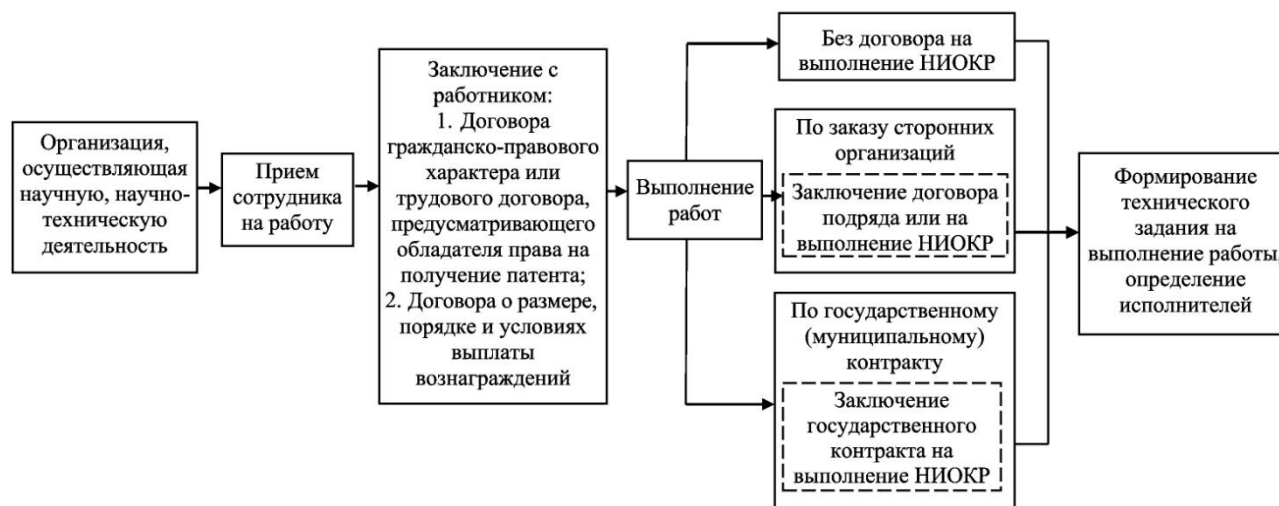 Организация,
осуществляющая
научную, научно-
техническую
деятельность
Прием
сотрудника
на работу
Заключение с
работником:
1. Договора
гражданско-правового
характера или
трудового договора,
предусматривающего
обладателя права на
получение патента;
2. Договора о размере,
порядке и условиях
выплаты
вознаграждений
Выполнение
работ
Без договора на
выполнение НИОКР
По заказу сторонних
организаций
Заключение договора
подряда или на
выполнение НИОКР
По государственному
(муниципальному)
контракту
Заключение
государственного
контракта на
выполнение НИОКР
Формирование
технического
задания на
выполнение работы,
определение
исполнителей